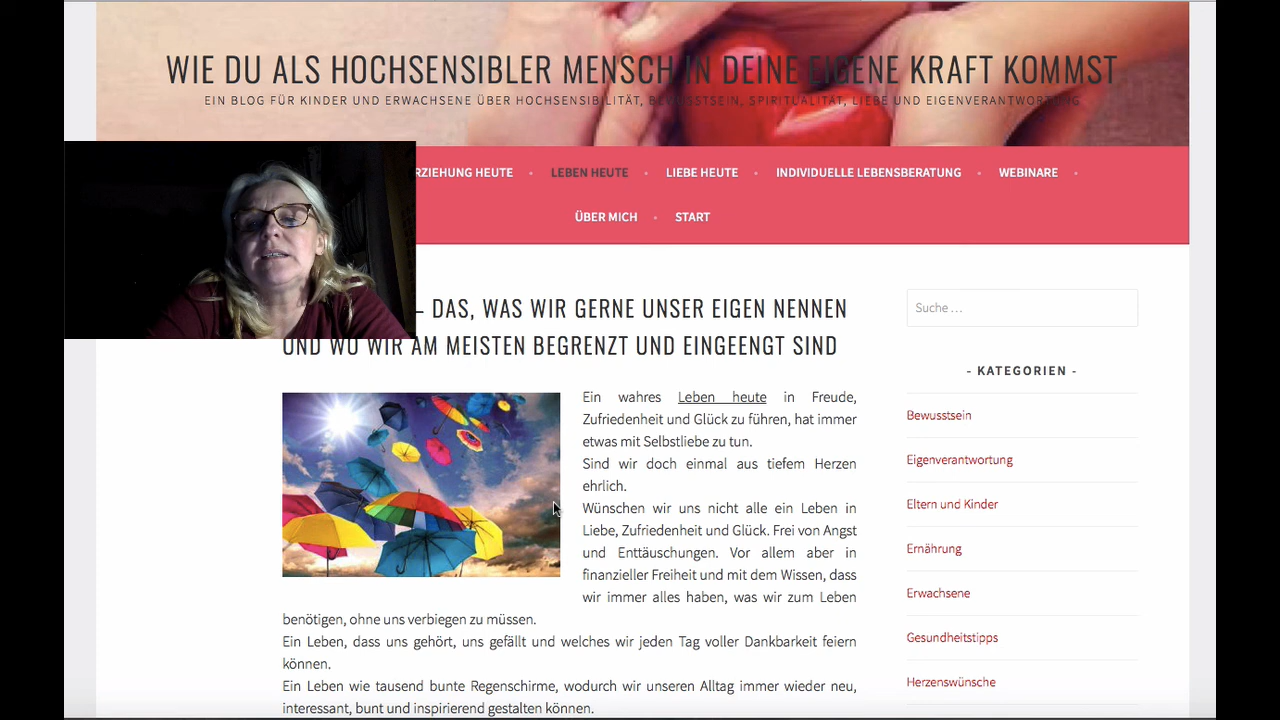 WIE DU ALS HOCHSENSIBLER MENSCH IN DEINE EIGENE KRAFT KOMMST
EIN BLOG FÜR KINDER UND ERWACHSENE ÜBER HOCHSENSIBILITÄT, BEWUSSTSEIN, SPIRITUALITÄT, LIEBE UND EIGENVERANTWORTUNG
RZIEHUNG HEUTE • LEBEN HEUTE • LIEBE HEUTE • INDIVIDUELLE LEBENSBERATUNG • WEBINARE •
ÜBER MICH • START
– DAS, WAS WIR GERNE UNSER EIGEN NENNEN
UND WO WIR AM MEISTEN BEGRENZT UND EINGEENGT SIND
Ein wahres Leben heute in Freude,
Zufriedenheit und Glück zu führen, hat immer
etwas mit Selbstliebe zu tun.
Sind wir doch einmal aus tiefem Herzen
ehrlich.
Wünschen wir uns nicht alle ein Leben in
Liebe, Zufriedenheit und Glück. Frei von Angst
und Enttäuschungen. Vor allem aber in
finanzieller Freiheit und mit dem Wissen, dass
wir immer alles haben, was wir zum Leben
benötigen, ohne uns verbiegen zu müssen.
Ein Leben, dass uns gehört, uns gefällt und welches wir jeden Tag voller Dankbarkeit feiern
können.
Ein Leben wie tausend bunte Regenschirme, wodurch wir unseren Alltag immer wieder neu,
interessant, bunt und inspirierend gestalten können.
Suche …
- KATEGORIEN -
Bewusstsein
Eigenverantwortung
Eltern und Kinder
Ernährung
Erwachsene
Gesundheitstipps
Herzenswünsche